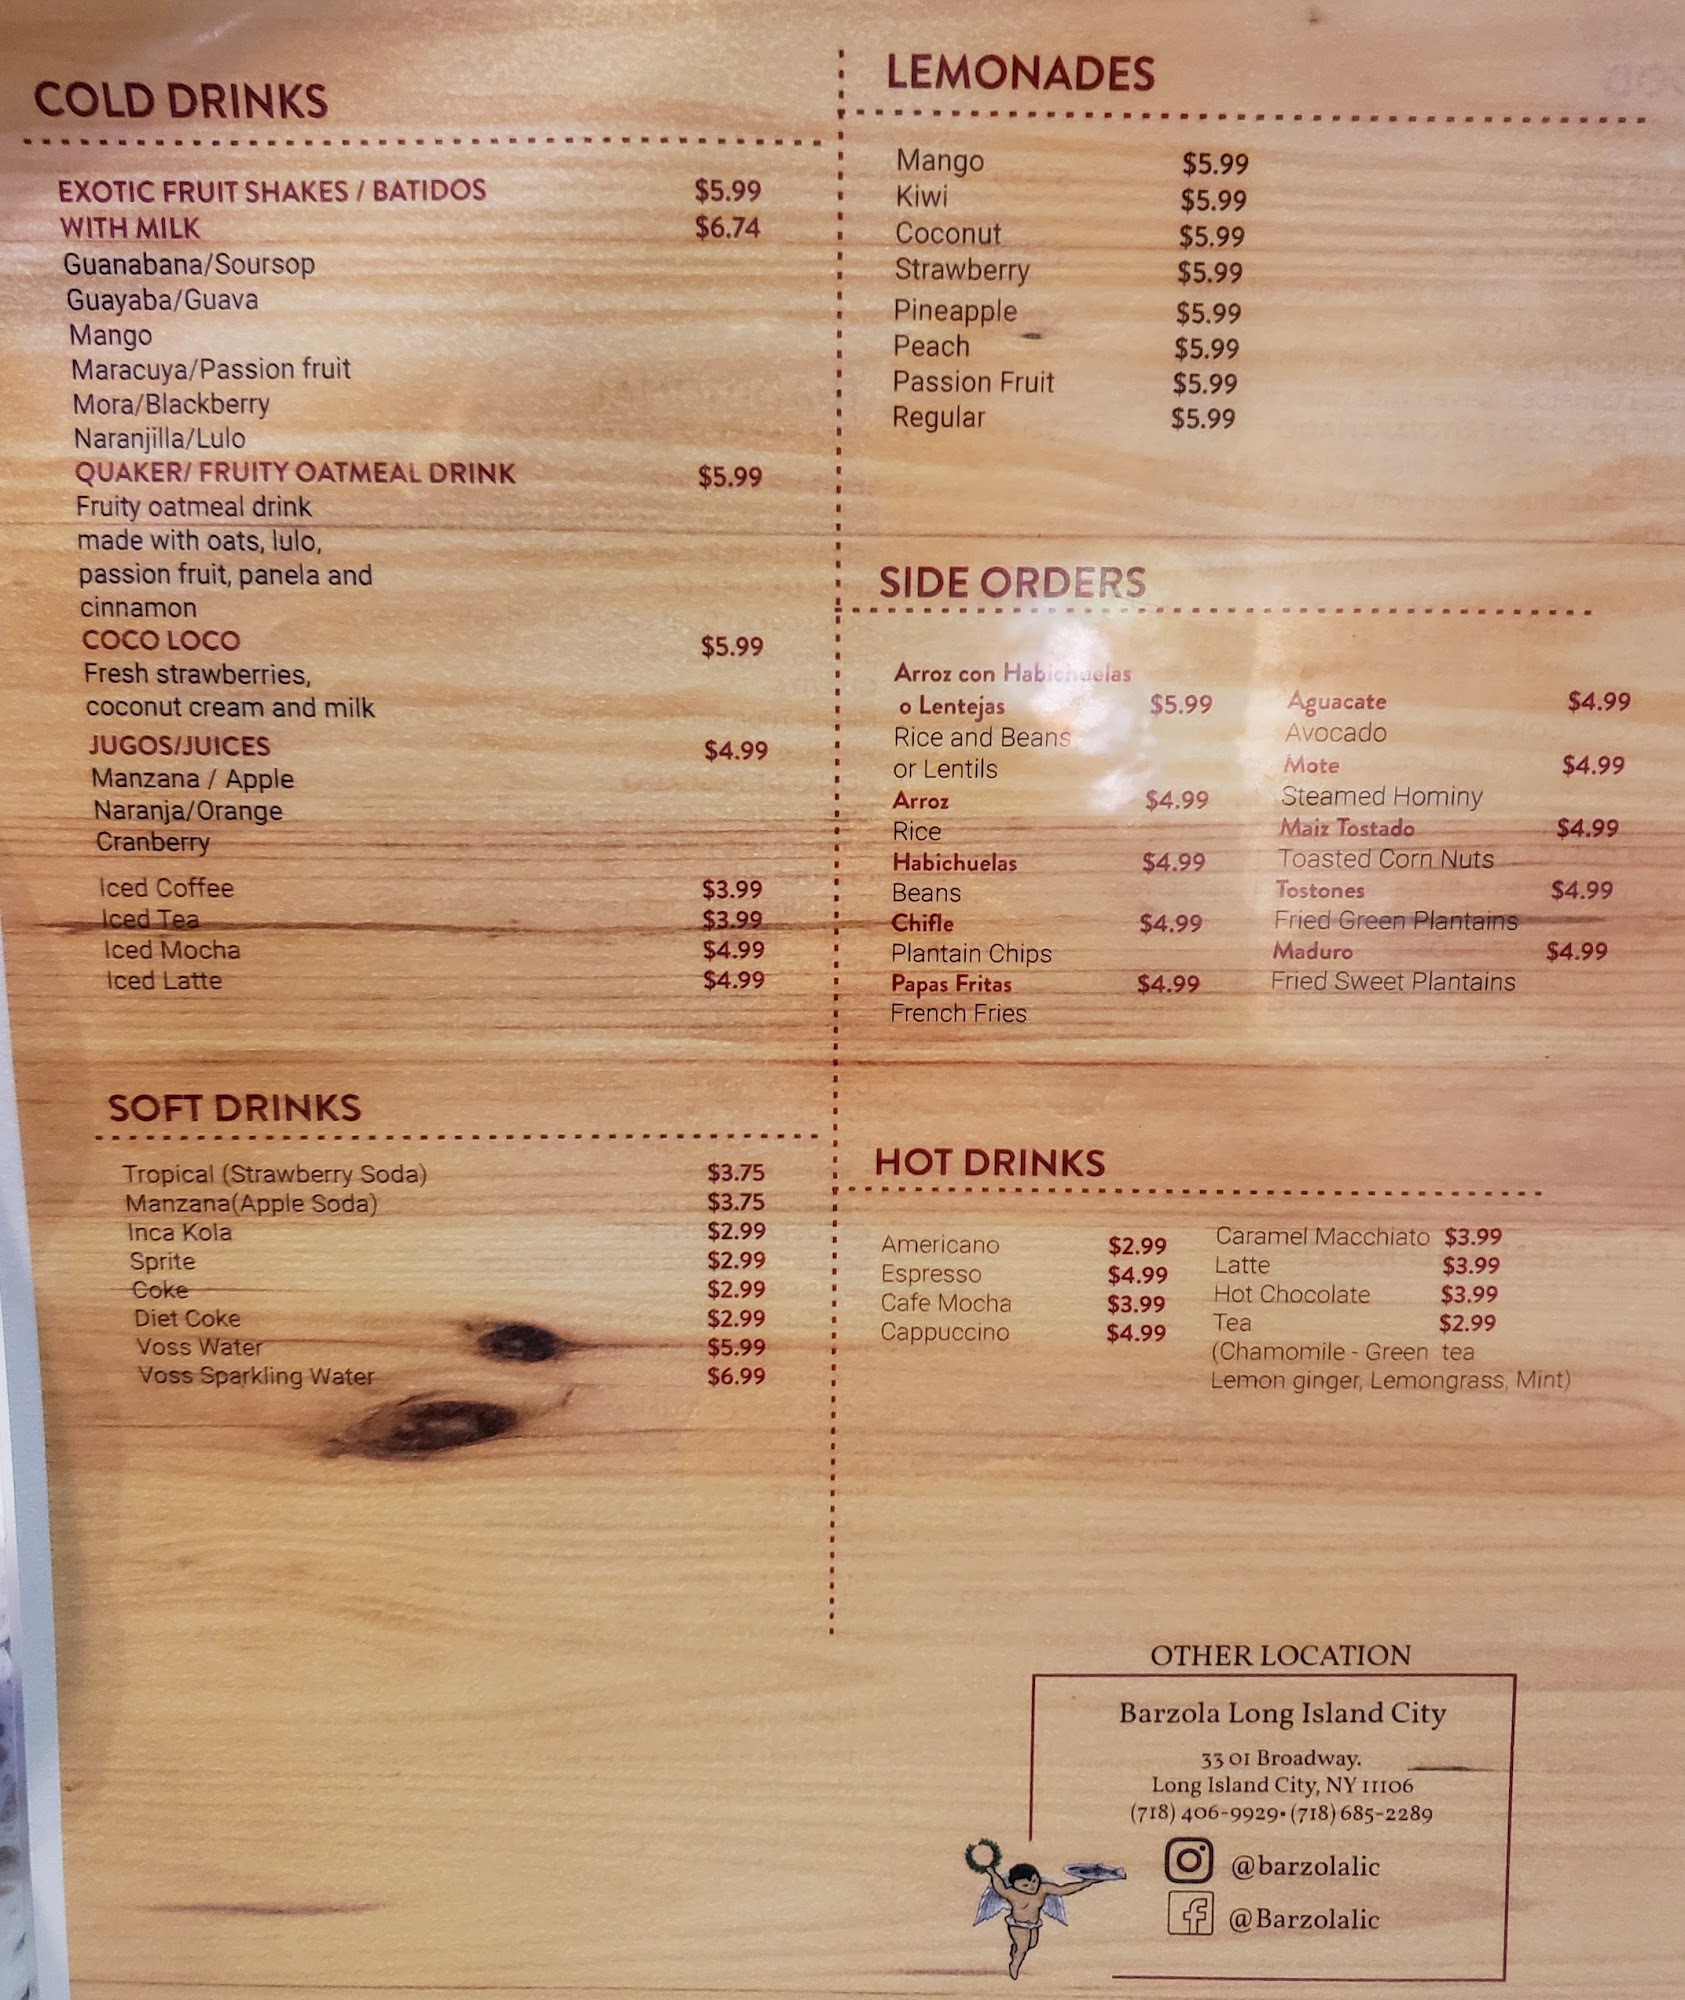 COLD DRINKS
EXOTIC FRUIT SHAKES / BATIDOS $5.99
WITH MILK $6.74
Guanabana/Soursop
Guayaba/Guava
Mango
Maracuya/Passion fruit
Mora/Blackberry
Naranjilla/Lulo
QUAKER/ FRUITY OATMEAL DRINK $5.99
Fruity oatmeal drink
made with oats, lulo,
passion fruit, panela and
cinnamon
COCO LOCO $5.99
Fresh strawberries,
coconut cream and milk
JUGOS/JUICES $4.99
Manzana / Apple
Naranja/Orange
Cranberry
Iced Coffee $3.99
Iced Tea $3.99
Iced Mocha $4.99
Iced Latte $4.99
SOFT DRINKS
Tropical (Strawberry Soda) $3.75
Manzana(Apple Soda) $3.75
Inca Kola $2.99
Sprite $2.99
Coke $2.99
Diet Coke $2.99
Voss Water $5.99
Voss Sparkling Water $6.99
LEMONADES
Mango $5.99
Kiwi $5.99
Coconut $5.99
Strawberry $5.99
Pineapple $5.99
Peach $5.99
Passion Fruit $5.99
Regular $5.99
SIDE ORDERS
Arroz con Habichuelas
o Lentejas $5.99
Rice and Beans
or Lentils
Arroz $4.99
Rice
Habichuelas $4.99
Beans
Chifle $4.99
Plantain Chips
Papas Fritas $4.99
French Fries
Aguacate $4.99
Avocado
Mote $4.99
Steamed Hominy
Maiz Tostado $4.99
Toasted Corn Nuts
Tostones $4.99
Fried Green Plantains
Maduro $4.99
Fried Sweet Plantains
HOT DRINKS
Americano $2.99
Espresso $4.99
Cafe Mocha $3.99
Cappuccino $4.99
Caramel Macchiato $3.99
Latte $3.99
Hot Chocolate $3.99
Tea $2.99
(Chamomile - Green tea
Lemon ginger, Lemongrass, Mint)
OTHER LOCATION
Barzola Long Island City
33 01 Broadway.
Long Island City, NY 11106
(718) 406-9929• (718) 685-2289
@barzolalic
@Barzolalic